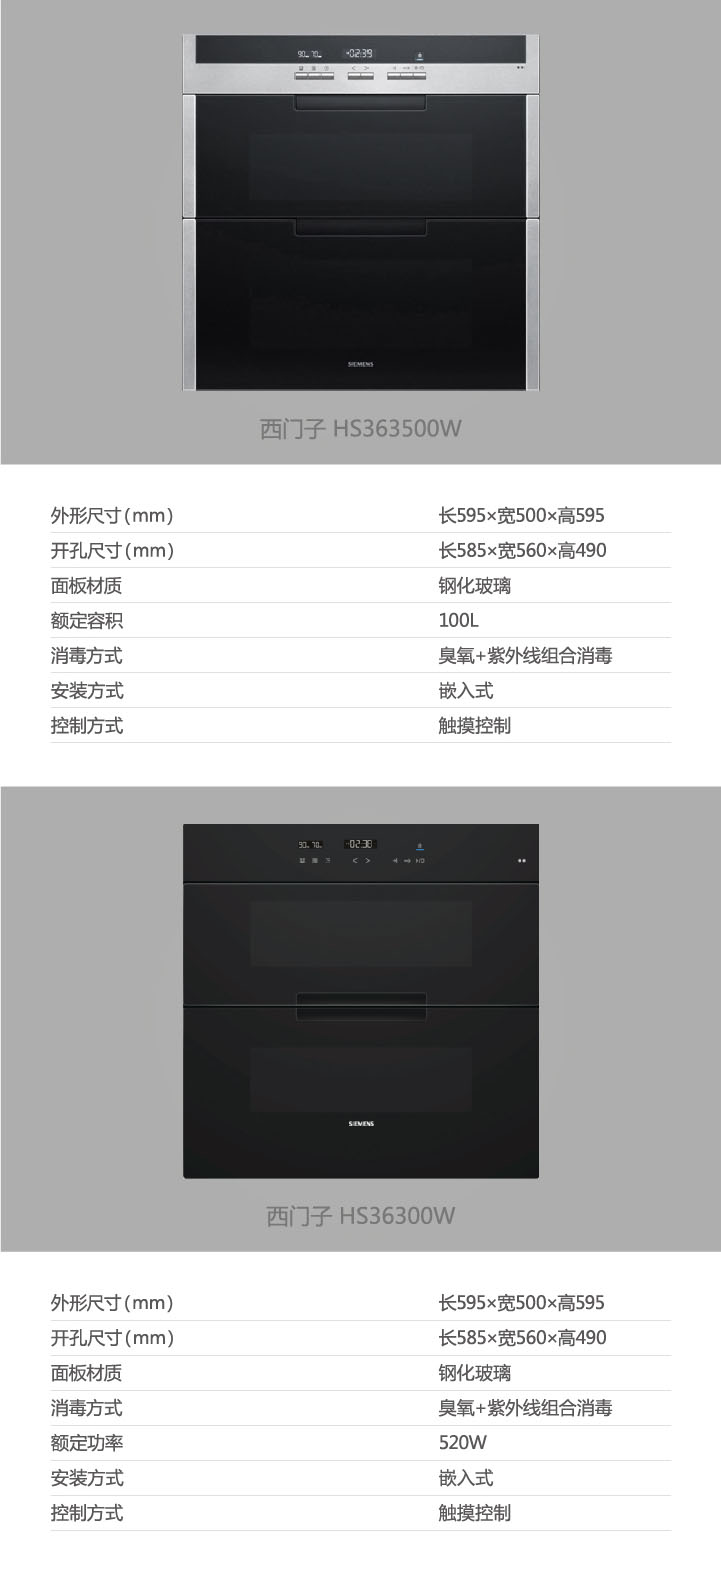 90 70 -02:39
SIEMENS
西门子 HS363500W
外形尺寸(mm) 长595×宽500×高595
开孔尺寸(mm) 长585×宽560×高490
面板材质 钢化玻璃
额定容积 100L
消毒方式 臭氧+紫外线组合消毒
安装方式 嵌入式
控制方式 触摸控制
90 70 -02:38
SIEMENS
西门子 HS36300W
外形尺寸(mm) 长595×宽500×高595
开孔尺寸(mm) 长585×宽560×高490
面板材质 钢化玻璃
消毒方式 臭氧+紫外线组合消毒
额定功率 520W
安装方式 嵌入式
控制方式 触摸控制